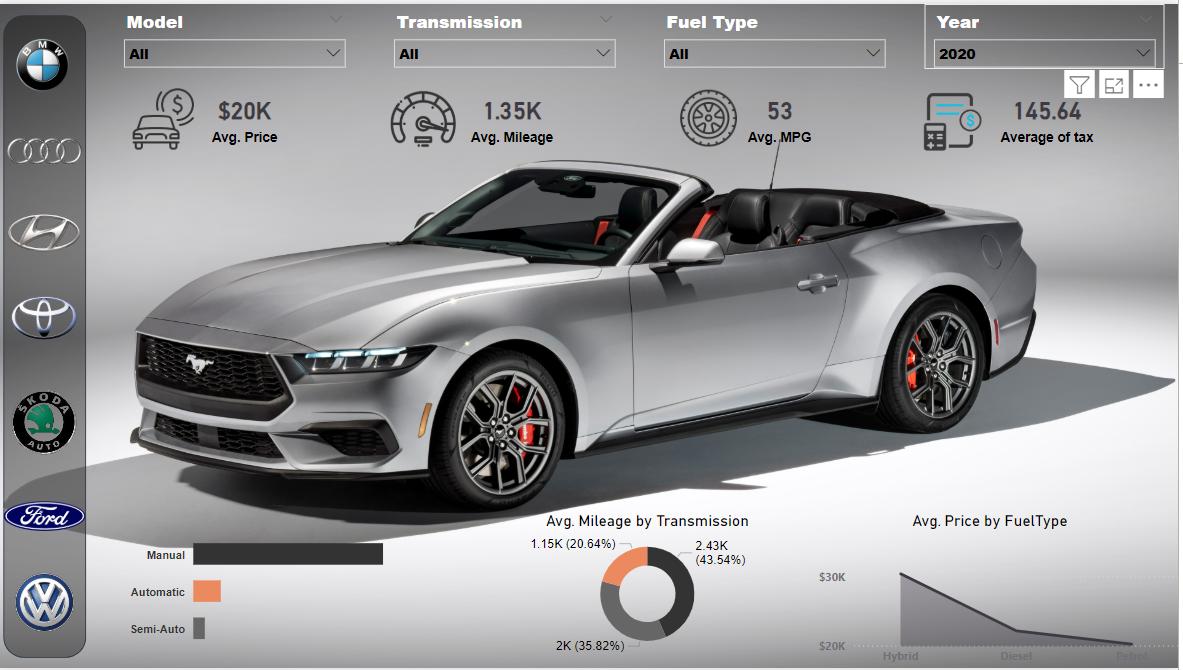 Model
Transmission
Fuel Type
Year
All
All
All
2020
BMW
$20K
Avg. Price
1.35K
Avg. Mileage
53
Avg. MPG
145.64
Average of tax
ŠKODA
AUTO
Ford
Manual
Automatic
Semi-Auto
Avg. Mileage by Transmission
1.15K (20.64%)
2.43K
(43.54%)
2K (35.82%)
Avg. Price by FuelType
$30K
$20K
Hybrid
Diesel
Petrol